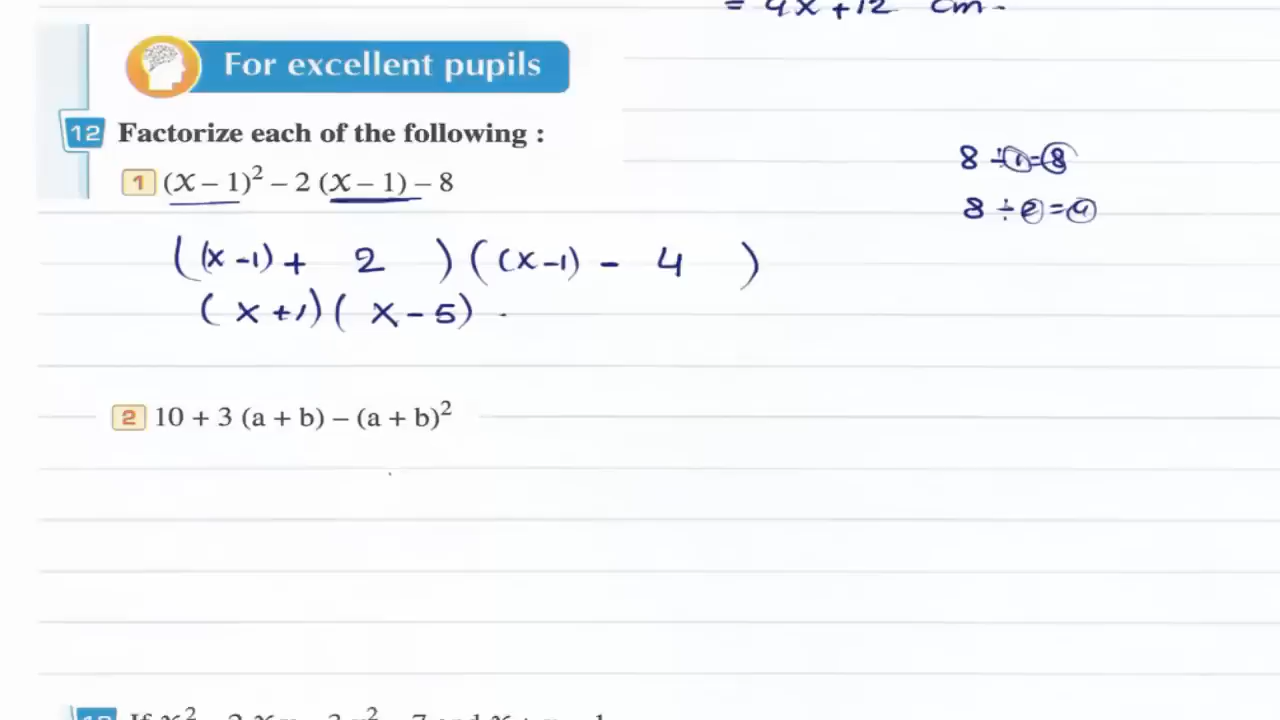 = 4x +12 cm.
For excellent pupils
12 Factorize each of the following :
1 (x – 1)² – 2 (x – 1) – 8
8 ÷ 1 = 8
8 ÷ 2 = 4
((x -1) + 2 ) ( (x -1) - 4 )
( x +1) ( x - 5) .
2 10 + 3 (a + b) – (a + b)²